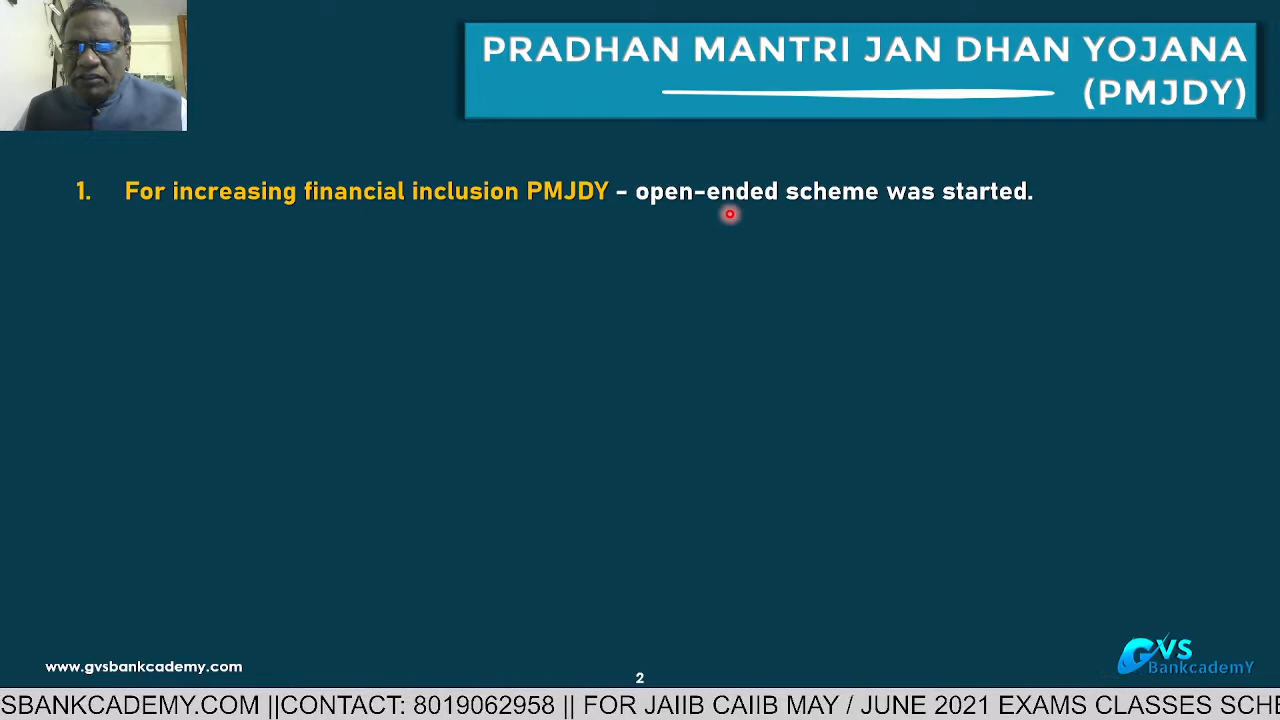 PRADHAN MANTRI JAN DHAN YOJANA
(PMJDY)
1. For increasing financial inclusion PMJDY – open-ended scheme was started.
www.gvsbankcademy.com
2
GVS
BankcademY
SBANKCADEMY.COM ||CONTACT: 8019062958 || FOR JAIIB CAIIB MAY / JUNE 2021 EXAMS CLASSES SCHE